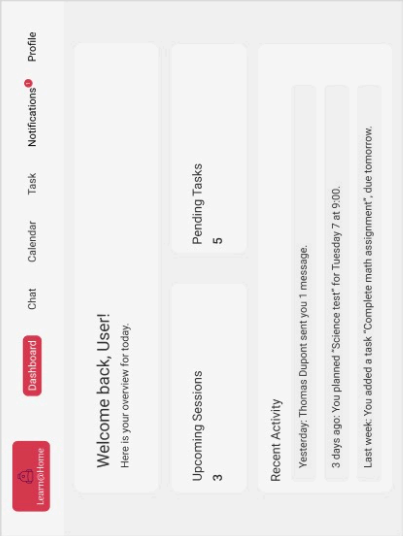 Learn@Home
Dashboard
Chat
Calendar
Task
Notifications
Profile
Welcome back, User!
Here is your overview for today.
Upcoming Sessions
3
Pending Tasks
5
Recent Activity
Yesterday: Thomas Dupont sent you 1 message.
3 days ago: You planned "Science test" for Tuesday 7 at 9:00.
Last week: You added a task "Complete math assignment", due tomorrow.